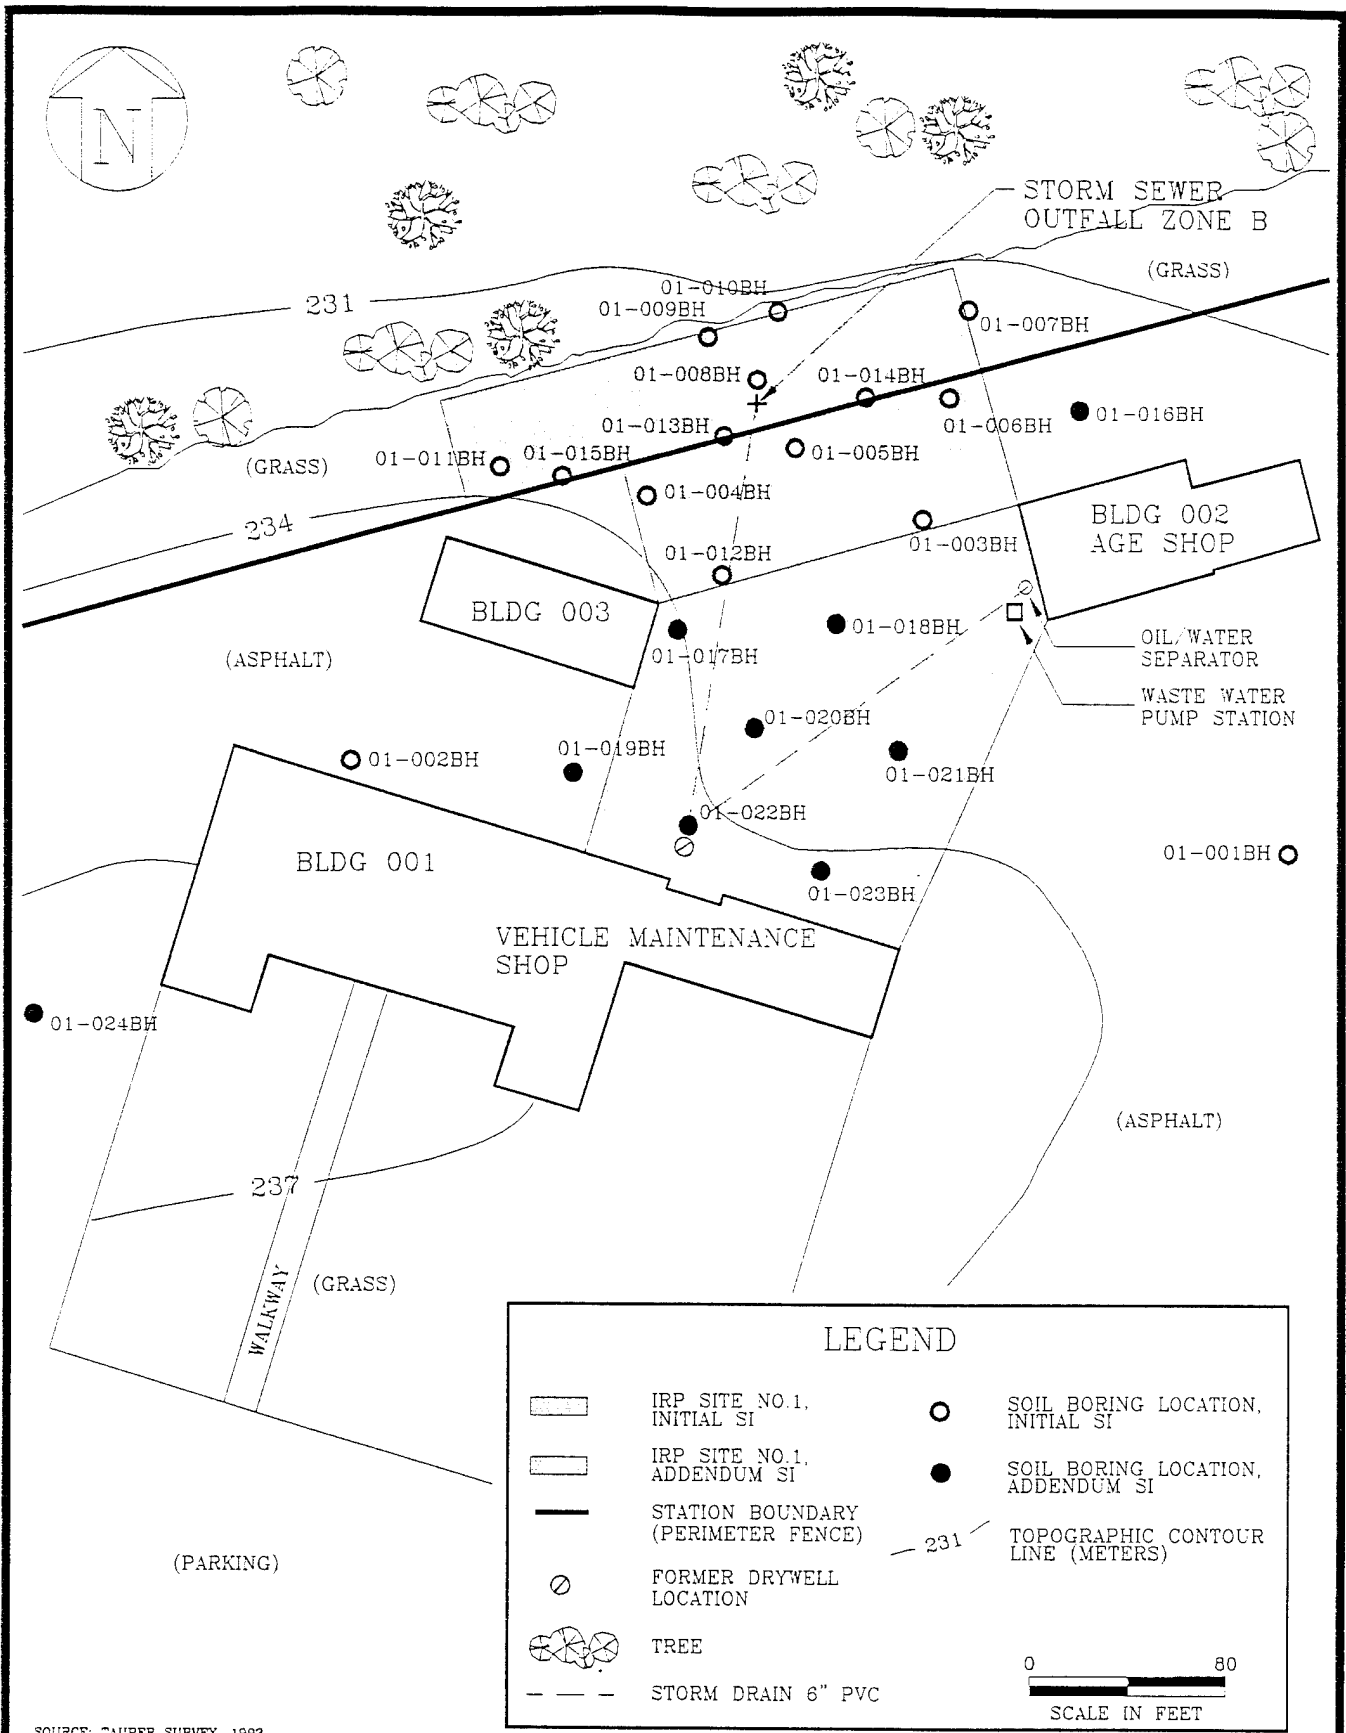 N
STORM SEWER
OUTFALL ZONE B
(GRASS)
231
01-010BH
01-009BH
01-007BH
01-008BH
01-014BH
01-016BH
01-006BH
01-013BH
01-005BH
(GRASS)
01-011BH
01-015BH
01-004BH
234
BLDG 002
AGE SHOP
01-003BH
01-012BH
BLDG 003
01-018BH
OIL/WATER
SEPARATOR
(ASPHALT)
01-017BH
WASTE WATER
PUMP STATION
01-020BH
01-019BH
01-002BH
01-021BH
01-022BH
BLDG 001
01-001BH
01-023BH
VEHICLE MAINTENANCE
SHOP
01-024BH
(ASPHALT)
237
(GRASS)
WALKWAY
(PARKING)
LEGEND
IRP SITE NO.1,
INITIAL SI
IRP SITE NO.1,
ADDENDUM SI
STATION BOUNDARY
(PERIMETER FENCE)
FORMER DRYWELL
LOCATION
TREE
STORM DRAIN 6" PVC
SOIL BORING LOCATION,
INITIAL SI
SOIL BORING LOCATION,
ADDENDUM SI
231
TOPOGRAPHIC CONTOUR
LINE (METERS)
0 80
SCALE IN FEET
SOURCE: SURVEY,